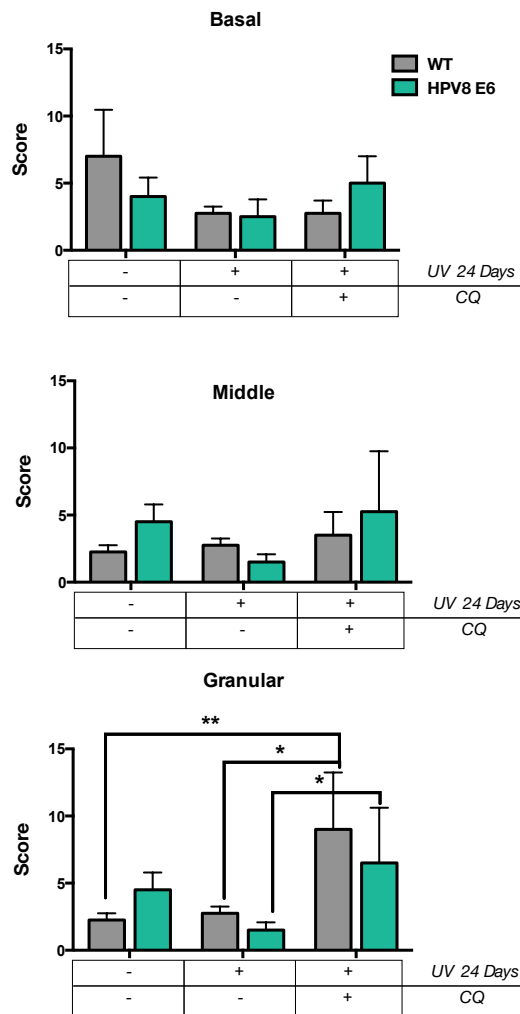 Basal
15
WT
HPV8 E6
10
Score
5
0
- + + UV 24 Days
- - + CQ
Middle
15
10
Score
5
0
- + + UV 24 Days
- - + CQ
Granular
**
*
*
15
10
Score
5
0
- + + UV 24 Days
- - + CQ